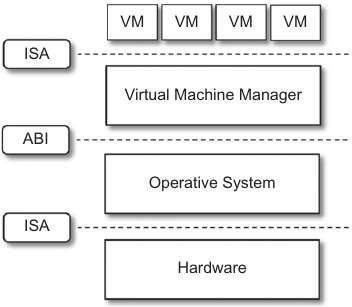 VM VM VM VM
ISA
Virtual Machine Manager
ABI
Operative System
ISA
Hardware